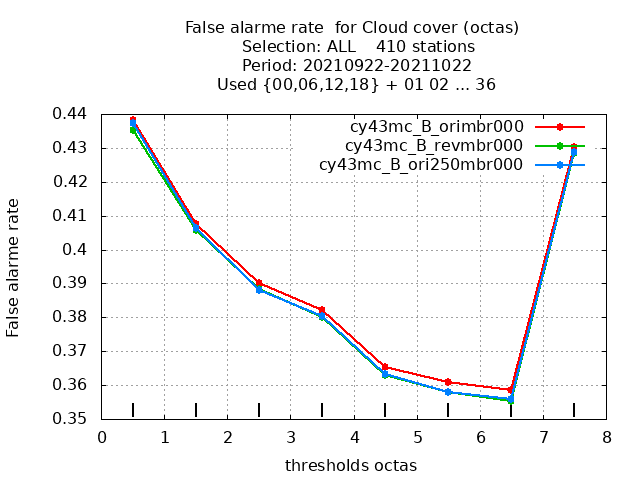 False alarme rate  for Cloud cover (octas)
Selection: ALL    410 stations
Period: 20210922-20211022
Used {00,06,12,18} + 01 02 ... 36
cy43mc_B_orimbr000
cy43mc_B_revmbr000
cy43mc_B_ori250mbr000
False alarme rate
0.44
0.43
0.42
0.41
0.4
0.39
0.38
0.37
0.36
0.35
0 1 2 3 4 5 6 7 8
thresholds octas